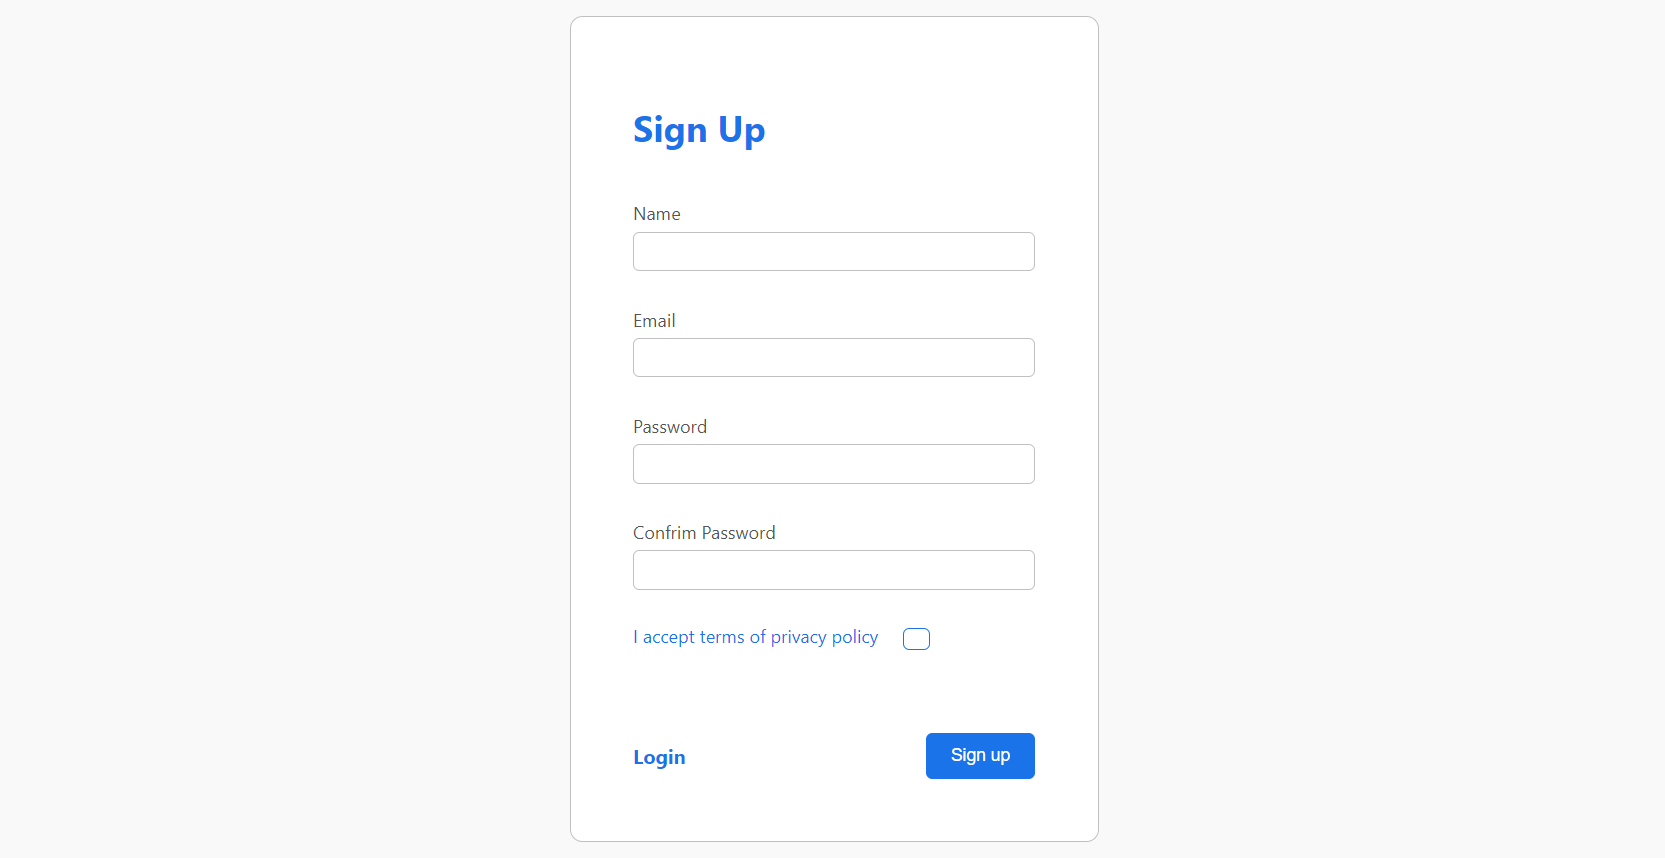 Sign Up
Name
Email
Password
Confrim Password
I accept terms of privacy policy
Login
Sign up